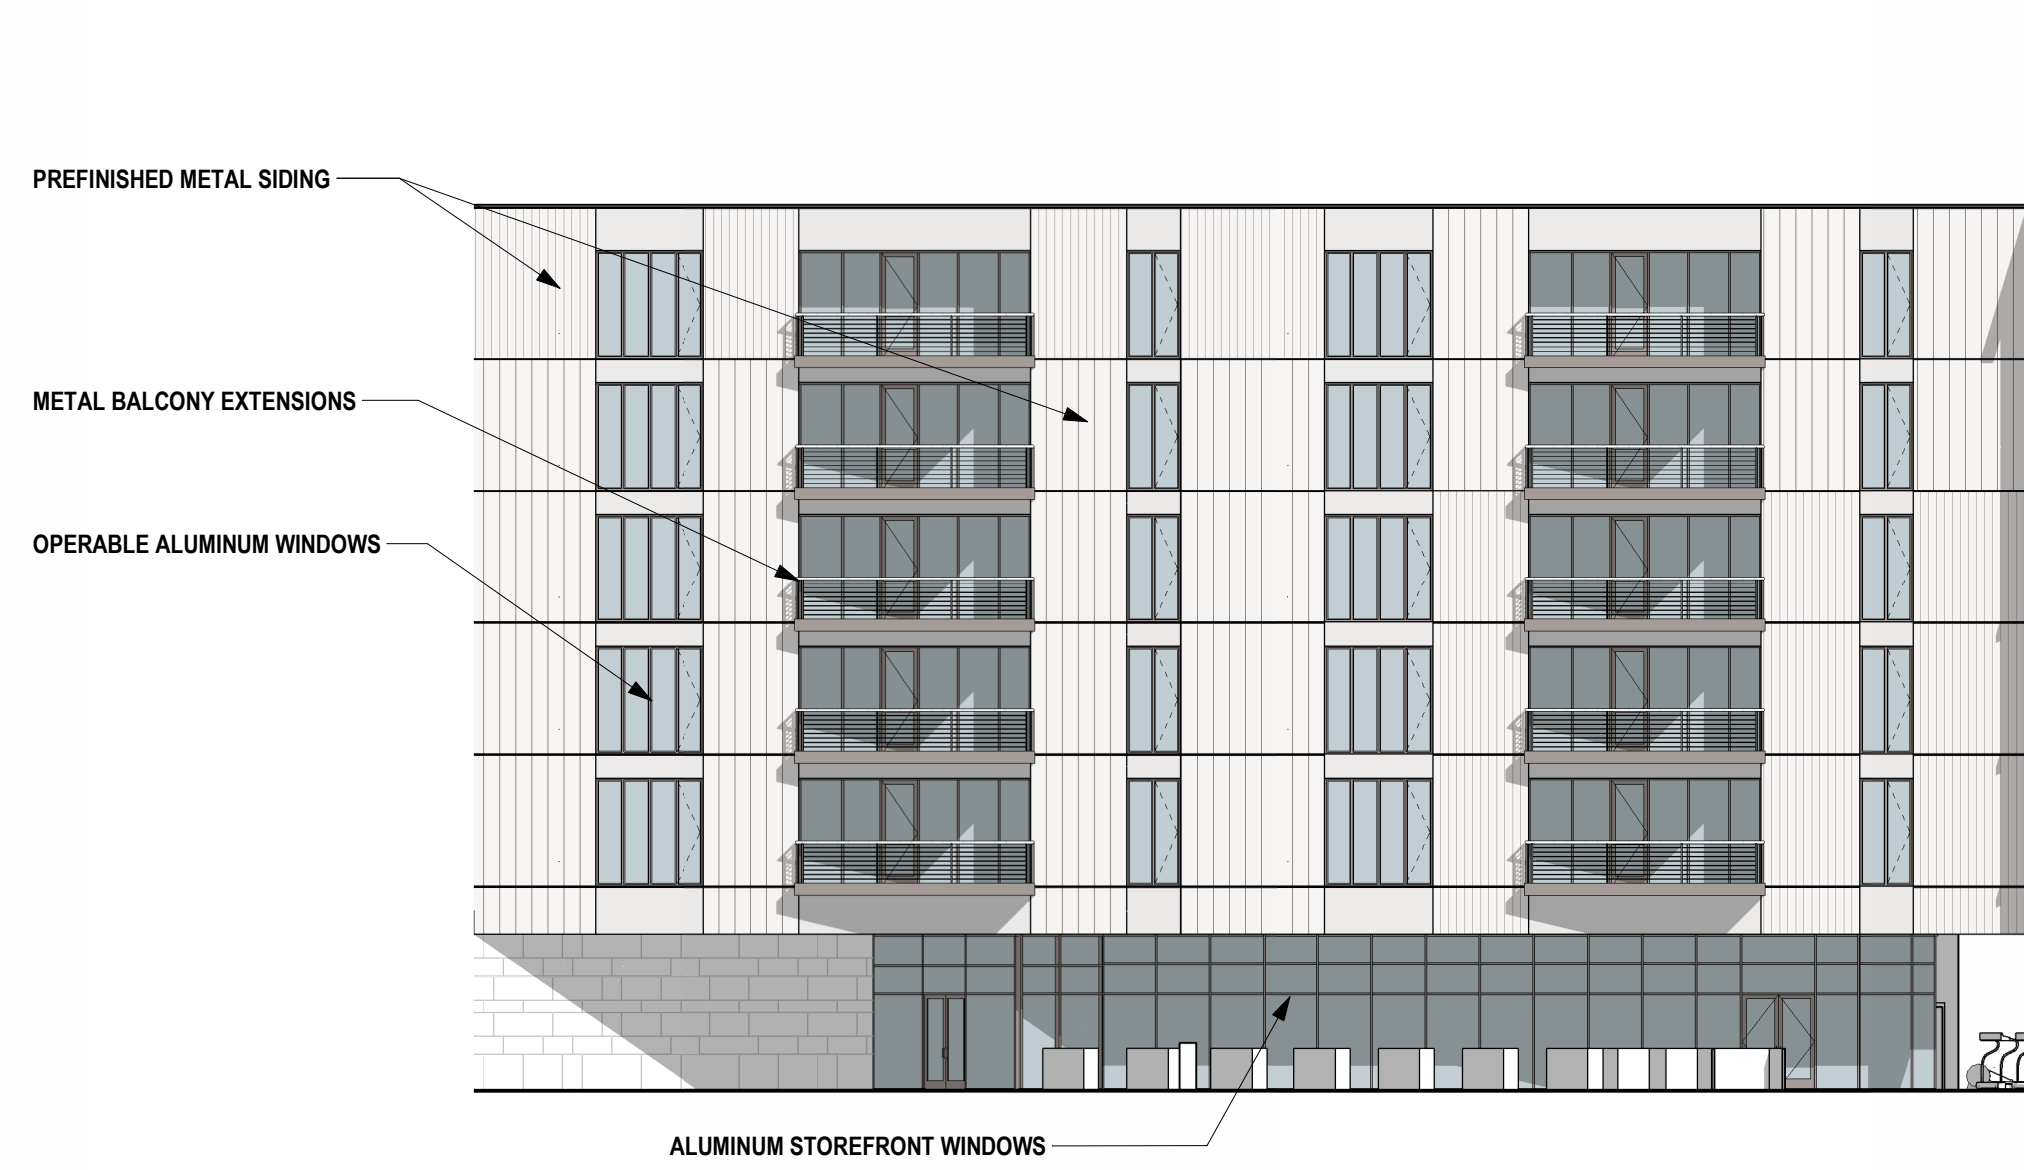 PREFINISHED METAL SIDING
METAL BALCONY EXTENSIONS
OPERABLE ALUMINUM WINDOWS
ALUMINUM STOREFRONT WINDOWS